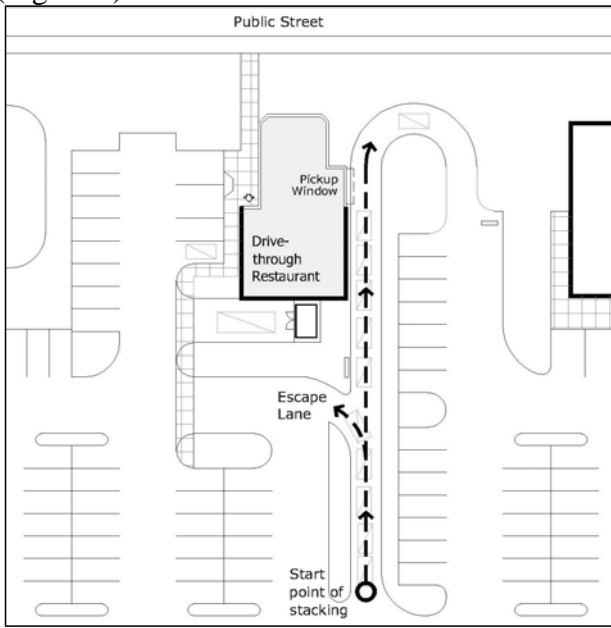 Public Street
Pickup
Window
Drive-
through
Restaurant
Escape
Lane
Start
point of
stacking